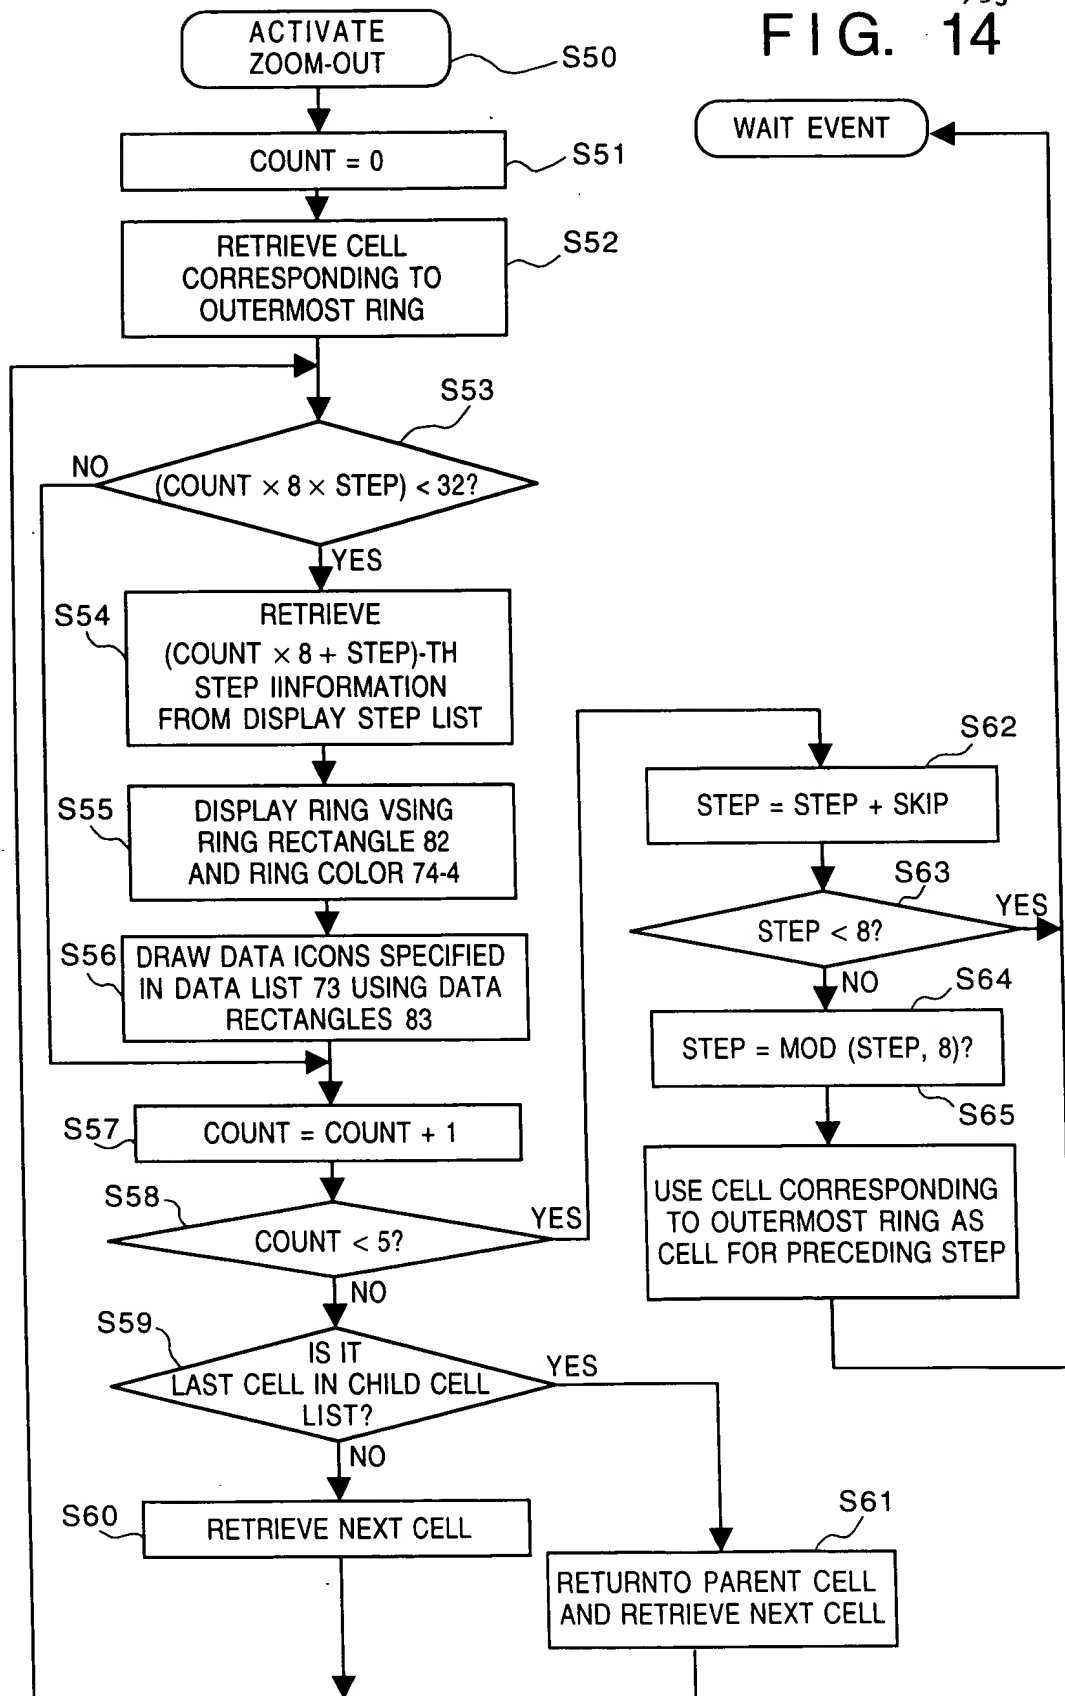 FIG. 14
ACTIVATE
ZOOM-OUT
S50
COUNT = 0
S51
RETRIEVE CELL
CORRESPONDING TO
OUTERMOST RING
S52
S53
(COUNT × 8 × STEP) < 32?
NO
YES
S54
RETRIEVE
(COUNT × 8 + STEP)-TH
STEP IINFORMATION
FROM DISPLAY STEP LIST
S55
DISPLAY RING VSING
RING RECTANGLE 82
AND RING COLOR 74-4
S56
DRAW DATA ICONS SPECIFIED
IN DATA LIST 73 USING DATA
RECTANGLES 83
S57
COUNT = COUNT + 1
S58
COUNT < 5?
YES
NO
S59
IS IT
LAST CELL IN CHILD CELL
LIST?
YES
NO
S60
RETRIEVE NEXT CELL
S61
RETURNTO PARENT CELL
AND RETRIEVE NEXT CELL
WAIT EVENT
S62
STEP = STEP + SKIP
S63
STEP < 8?
YES
NO
S64
STEP = MOD (STEP, 8)?
S65
USE CELL CORRESPONDING
TO OUTERMOST RING AS
CELL FOR PRECEDING STEP